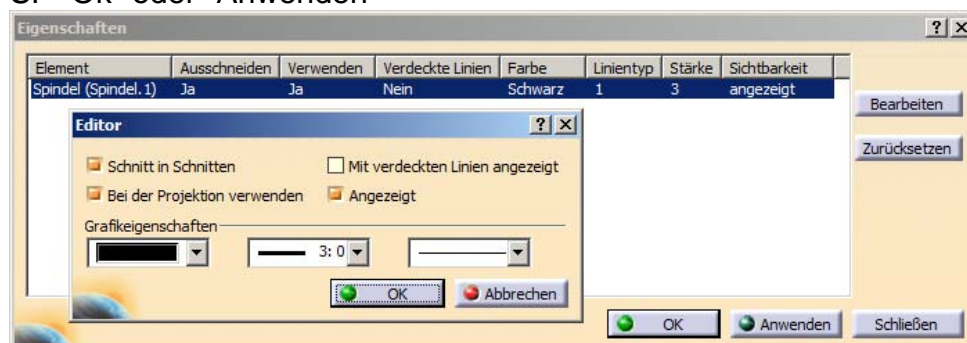 Eigenschaften
Element Ausschneiden Verwenden Verdeckte Linien Farbe Linientyp Stärke Sichtbarkeit
Spindel (Spindel.1) Ja Ja Nein Schwarz 1 3 angezeigt
Bearbeiten
Zurücksetzen
Editor
Schnitt in Schnitten Mit verdeckten Linien angezeigt
Bei der Projektion verwenden Angezeigt
Grafikeigenschaften
3: 0
OK Abbrechen
OK Anwenden Schließen